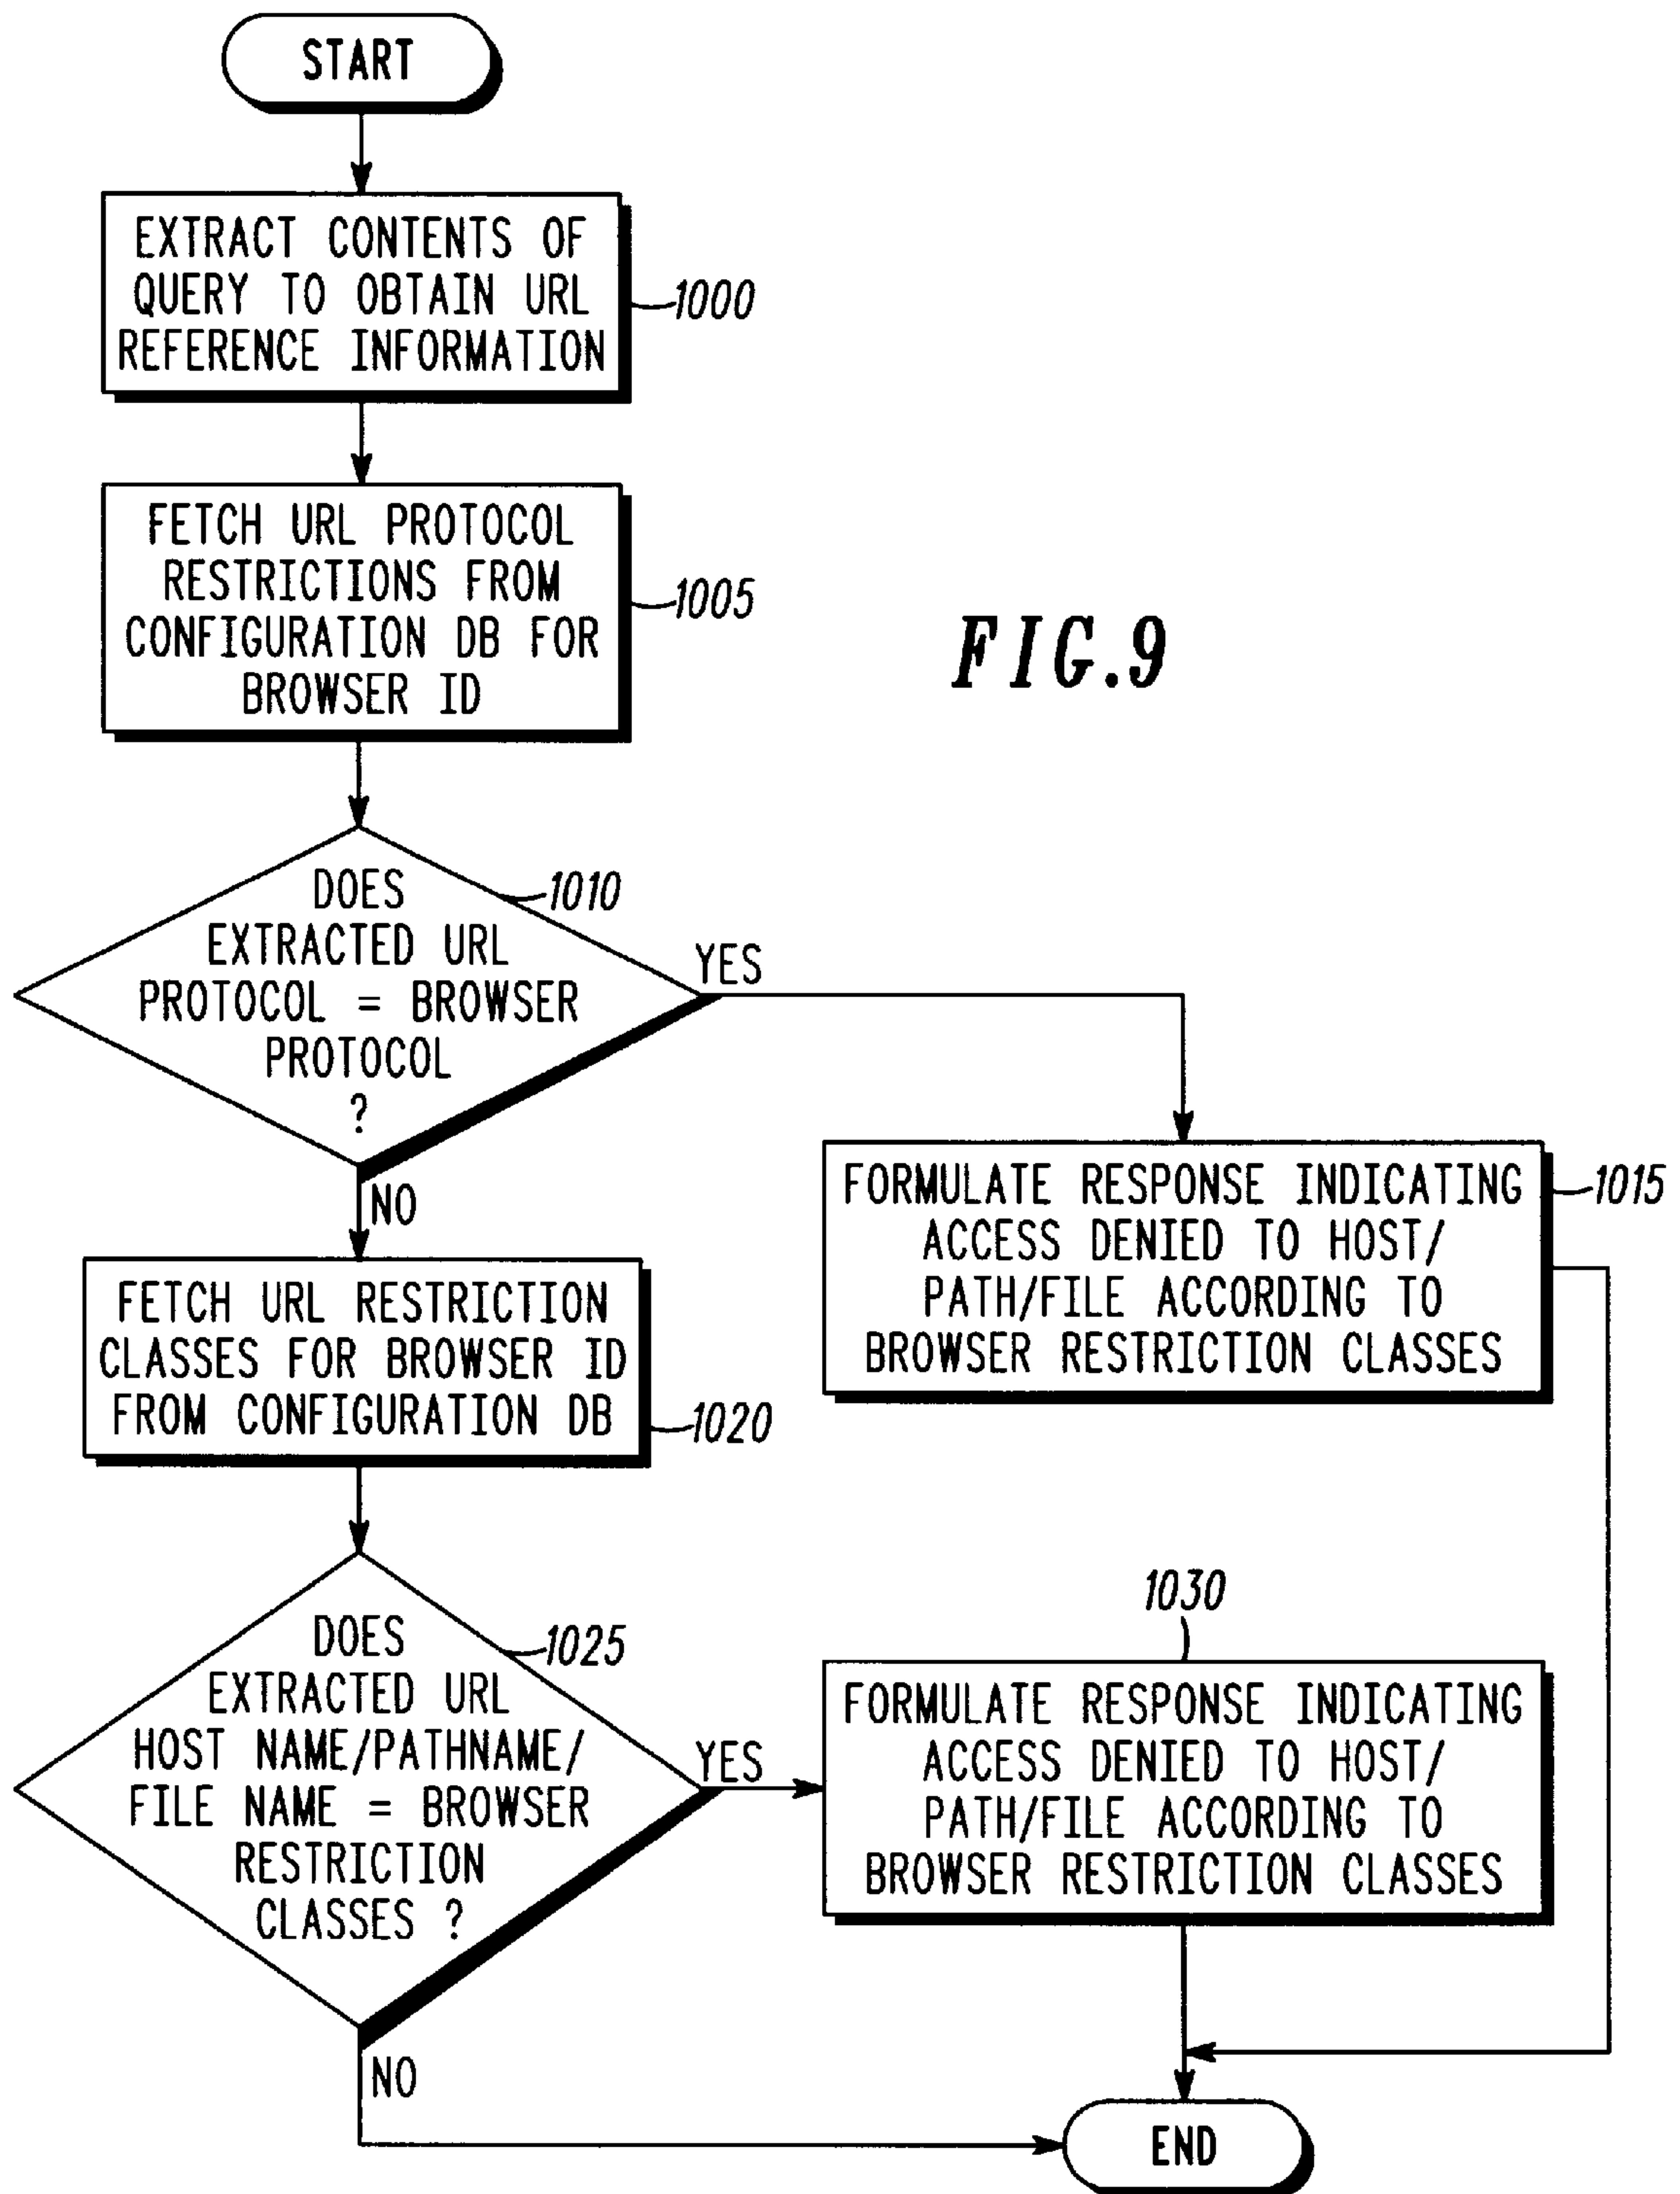 START
EXTRACT CONTENTS OF
QUERY TO OBTAIN URL
REFERENCE INFORMATION
1000
FETCH URL PROTOCOL
RESTRICTIONS FROM
CONFIGURATION DB FOR
BROWSER ID
1005
FIG.9
DOES
EXTRACTED URL
PROTOCOL = BROWSER
PROTOCOL
?
1010
YES
NO
FORMULATE RESPONSE INDICATING
ACCESS DENIED TO HOST/
PATH/FILE ACCORDING TO
BROWSER RESTRICTION CLASSES
1015
FETCH URL RESTRICTION
CLASSES FOR BROWSER ID
FROM CONFIGURATION DB
1020
DOES
EXTRACTED URL
HOST NAME/PATHNAME/
FILE NAME = BROWSER
RESTRICTION
CLASSES ?
1025
YES
NO
1030
FORMULATE RESPONSE INDICATING
ACCESS DENIED TO HOST/
PATH/FILE ACCORDING TO
BROWSER RESTRICTION CLASSES
END